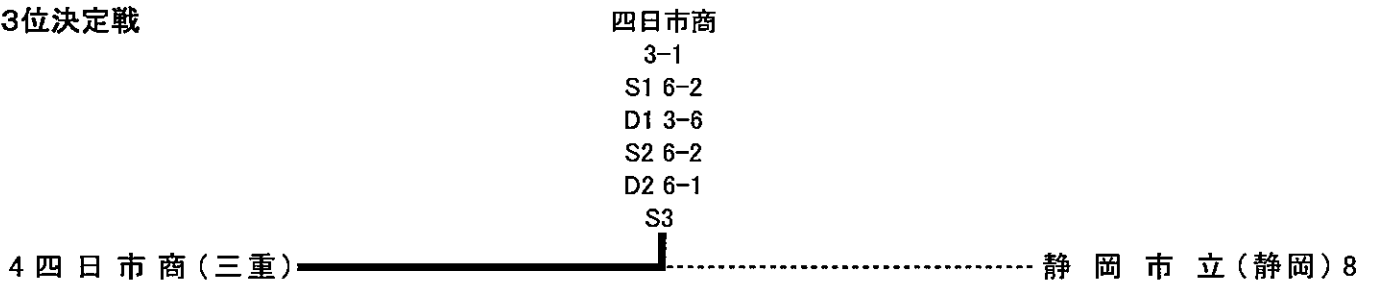 3位決定戦
四日市商
3-1
S1 6-2
D1 3-6
S2 6-2
D2 6-1
S3
4 四日市商(三重) 静岡市立(静岡) 8